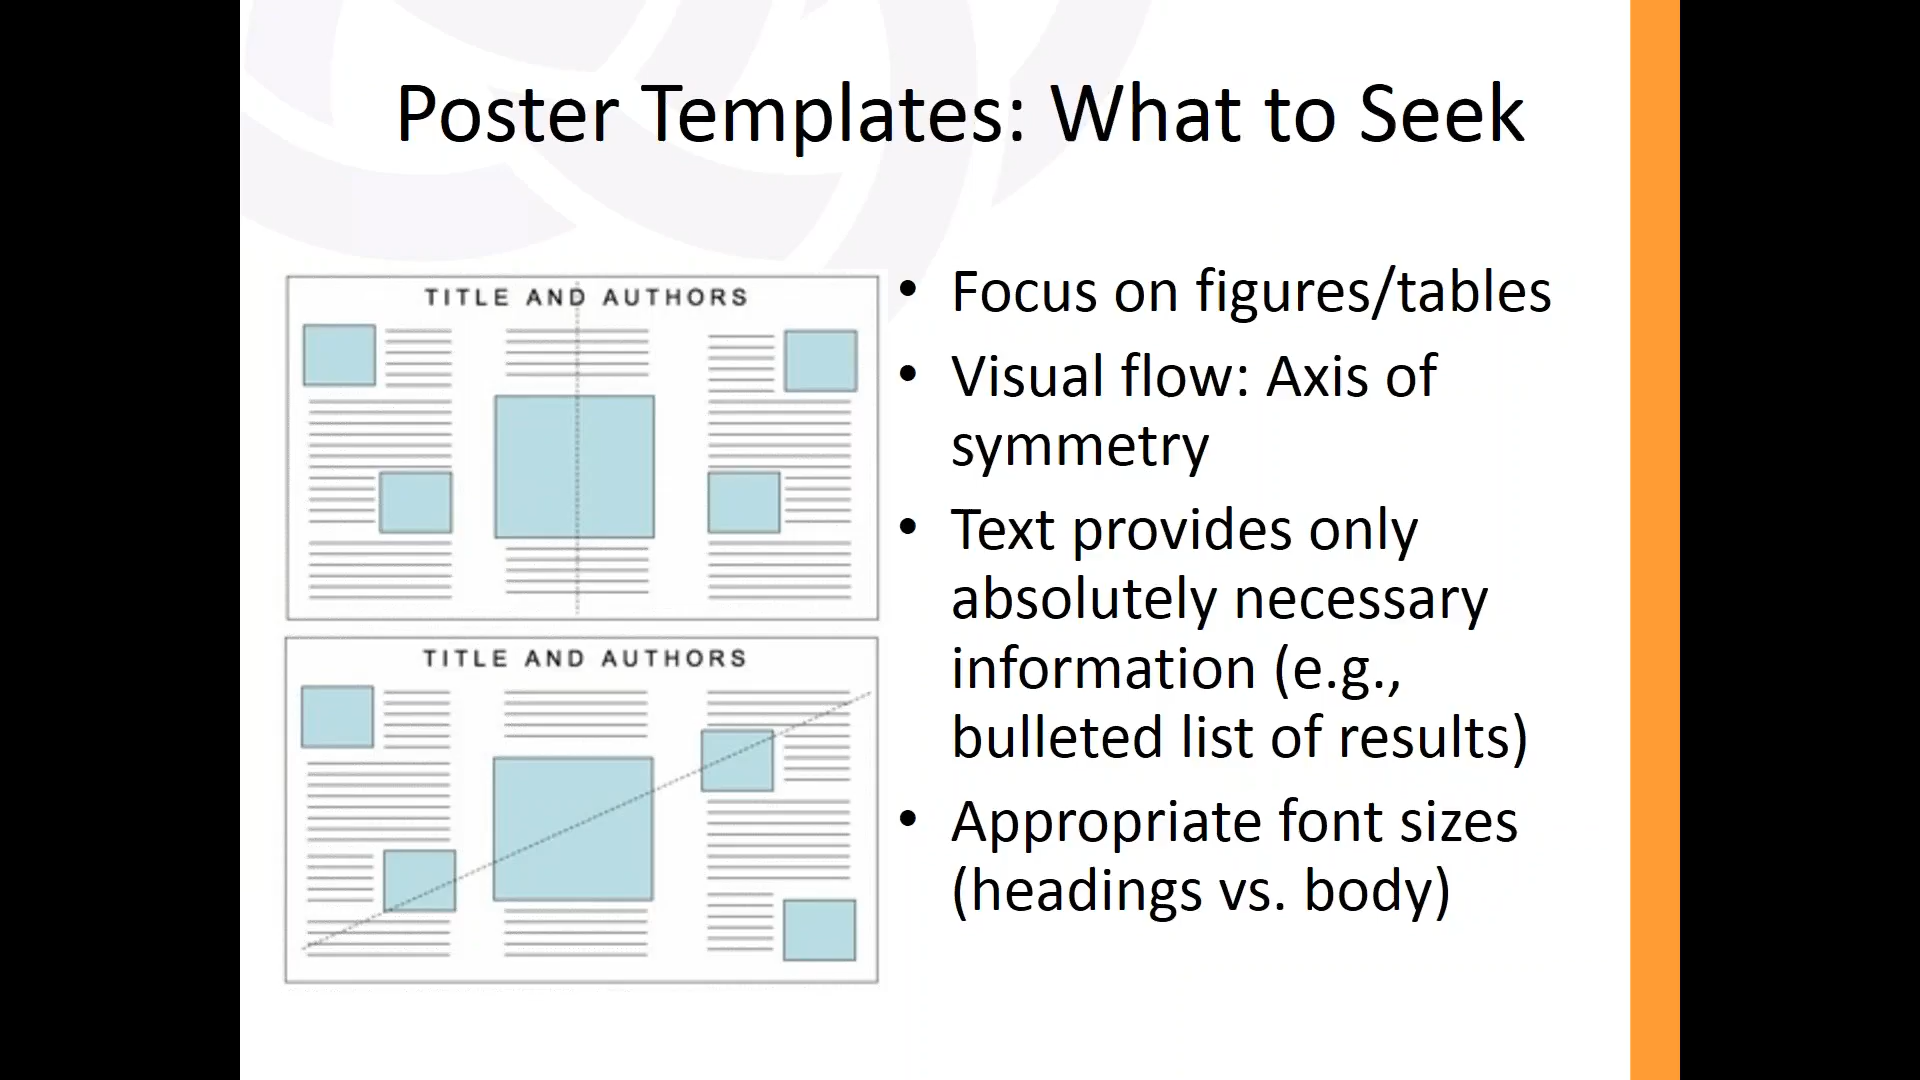 Poster Templates: What to Seek
TITLE AND AUTHORS
TITLE AND AUTHORS
• Focus on figures/tables
• Visual flow: Axis of
symmetry
• Text provides only
absolutely necessary
information (e.g.,
bulleted list of results)
• Appropriate font sizes
(headings vs. body)